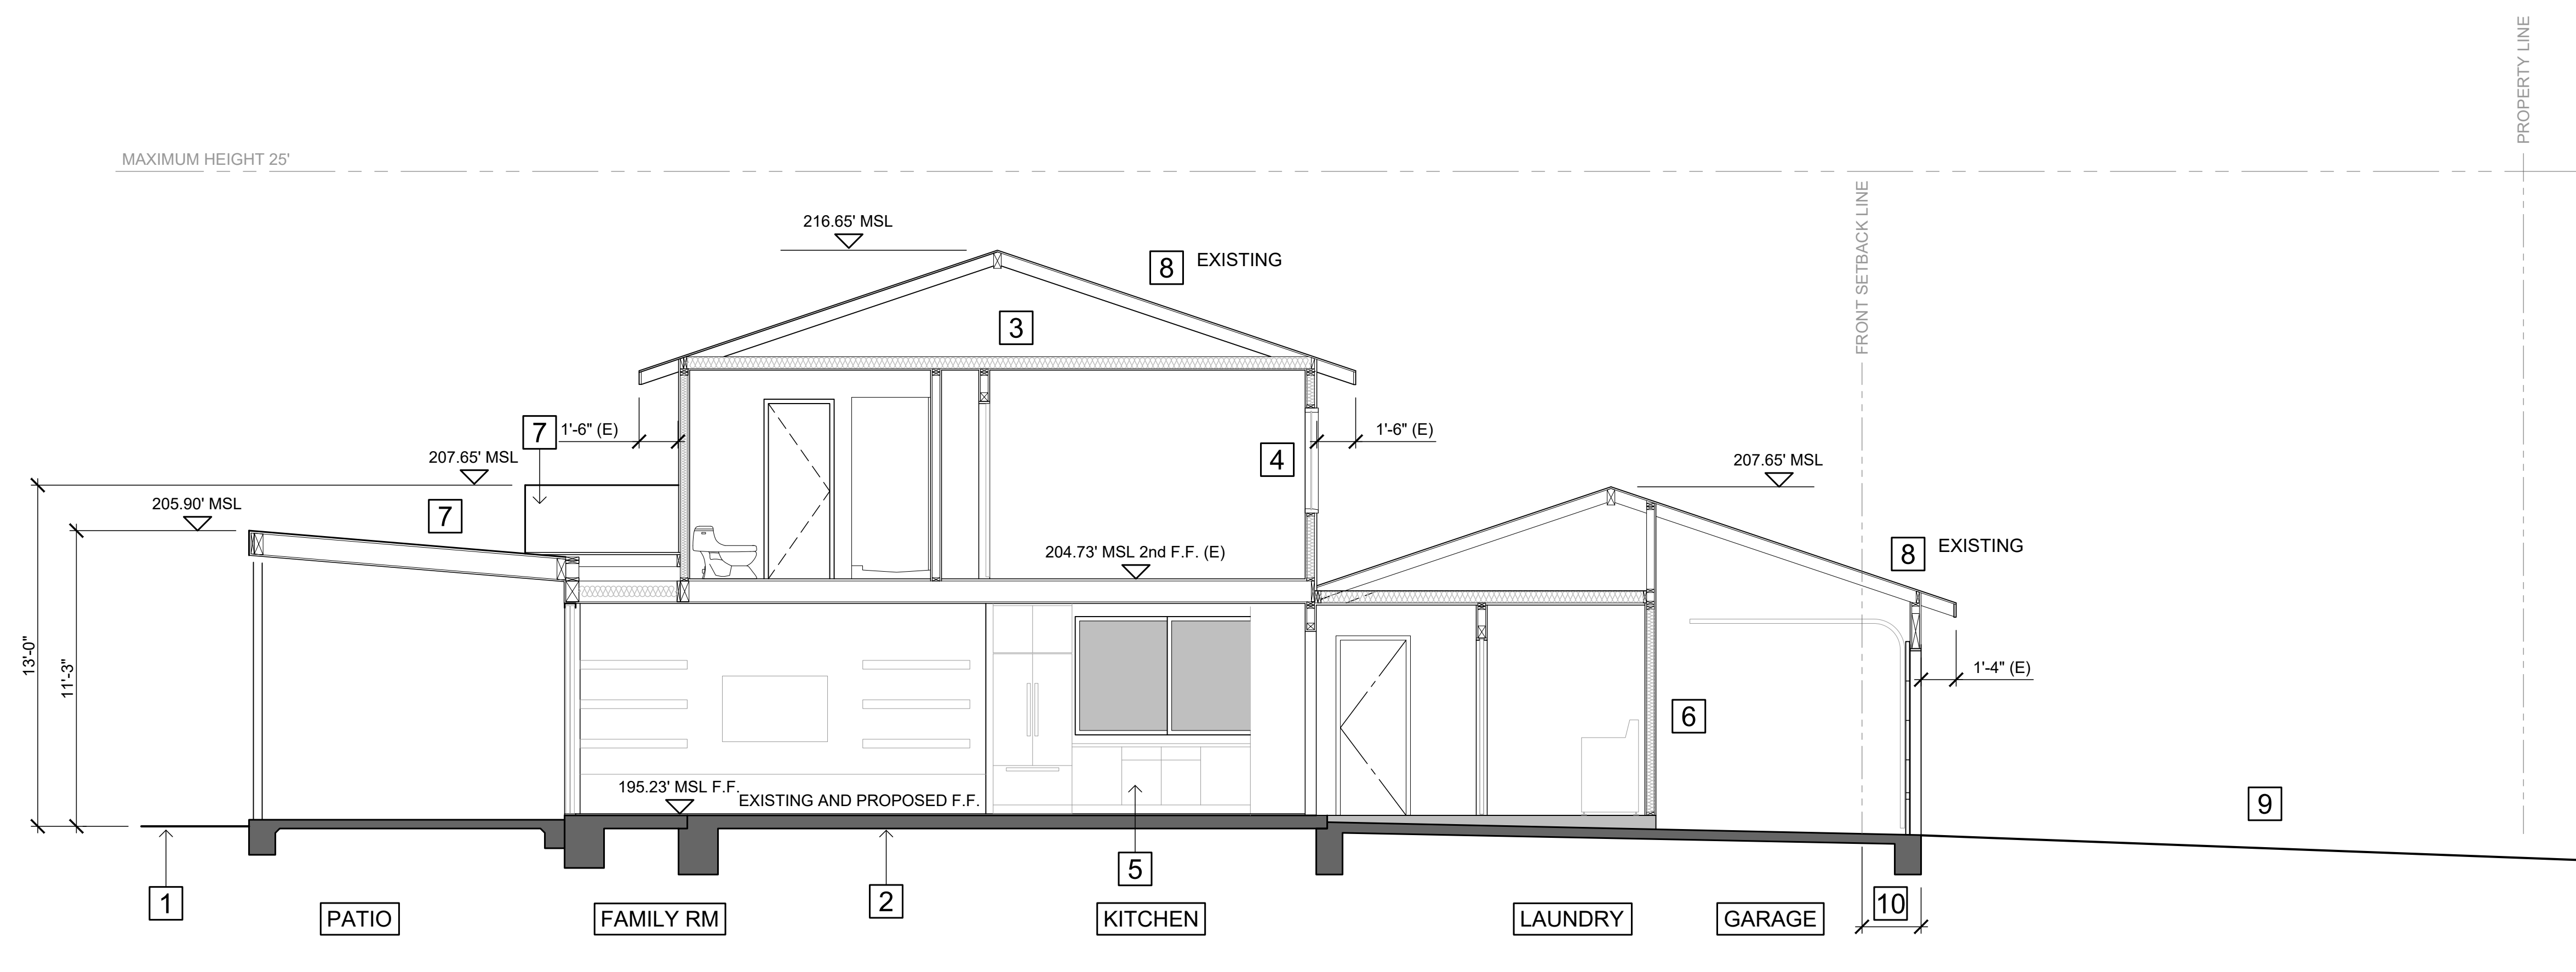 PROPERTY LINE
MAXIMUM HEIGHT 25'
FRONT SETBACK LINE
216.65' MSL
8 EXISTING
3
7 1'-6" (E)
4 1'-6" (E)
207.65' MSL
207.65' MSL
205.90' MSL
7
204.73' MSL 2nd F.F. (E)
8 EXISTING
13'-0"
11'-3"
1'-4" (E)
6
195.23' MSL F.F.
EXISTING AND PROPOSED F.F.
9
5
1
2
10
PATIO
FAMILY RM
KITCHEN
LAUNDRY
GARAGE